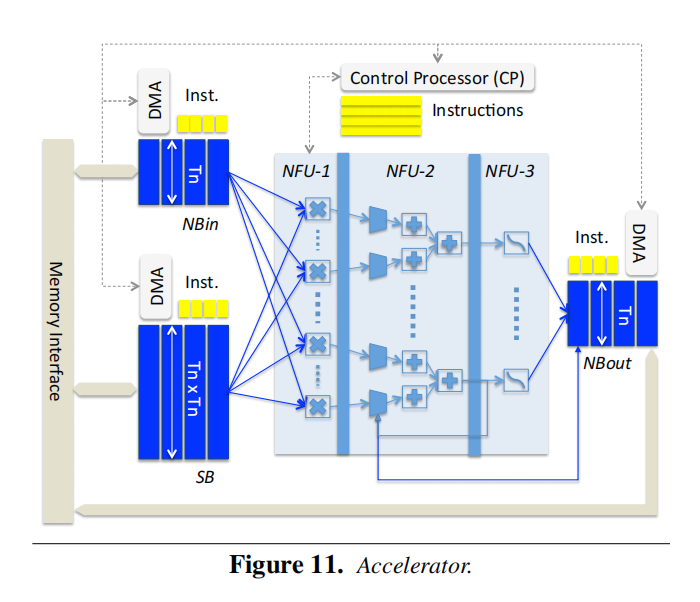 Control Processor (CP)
DMA
Inst.
Instructions
Tn
NBin
NFU-1
NFU-2
NFU-3
DMA
Inst.
Tn x Tn
SB
Memory Interface
Inst.
DMA
Tn
NBout
Figure 11. Accelerator.